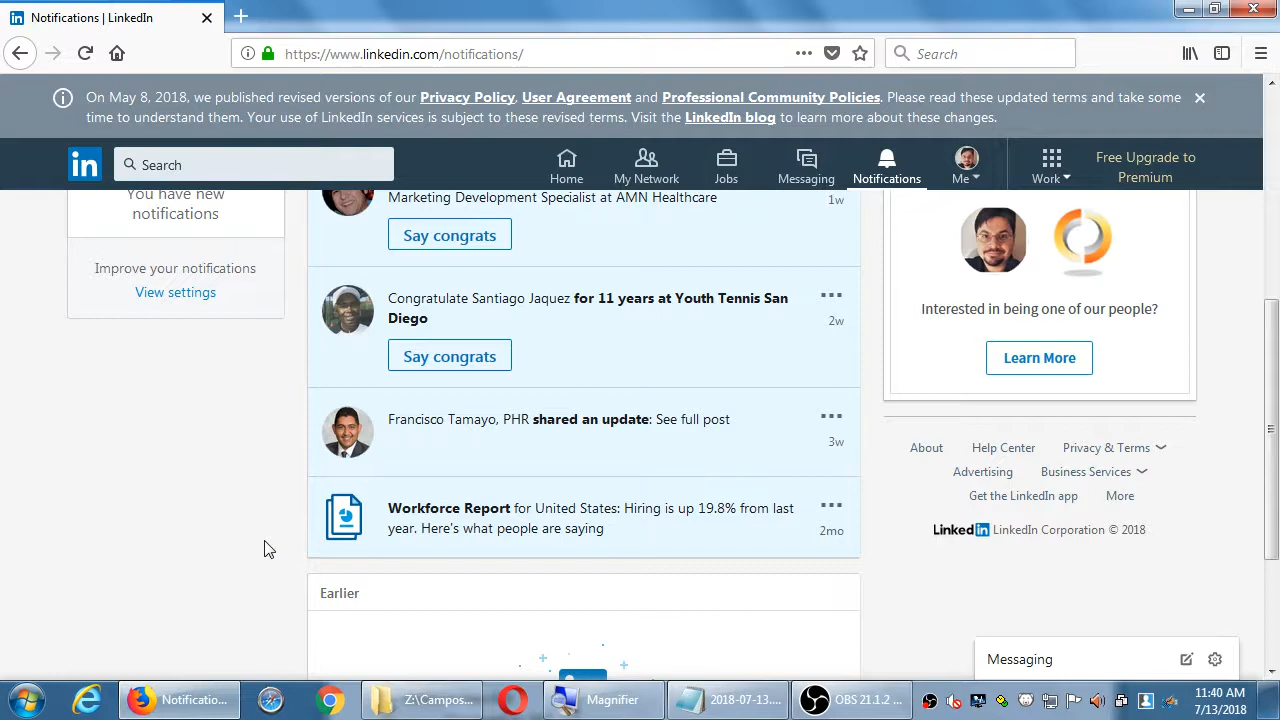 Notifications | LinkedIn
https://www.linkedin.com/notifications/
Search
On May 8, 2018, we published revised versions of our Privacy Policy, User Agreement and Professional Community Policies. Please read these updated terms and take some
time to understand them. Your use of LinkedIn services is subject to these revised terms. Visit the LinkedIn blog to learn more about these changes.
in
Search
Home
My Network
Jobs
Messaging
Notifications
Me
Work
Free Upgrade to
Premium
You have new
notifications
Improve your notifications
View settings
Marketing Development Specialist at AMN Healthcare
1w
Say congrats
Congratulate Santiago Jaquez for 11 years at Youth Tennis San
Diego
2w
Say congrats
Francisco Tamayo, PHR shared an update: See full post
3w
Workforce Report for United States: Hiring is up 19.8% from last
year. Here's what people are saying
2mo
Earlier
Interested in being one of our people?
Learn More
About Help Center Privacy & Terms
Advertising Business Services
Get the LinkedIn app More
LinkedIn LinkedIn Corporation © 2018
Messaging
Notificatio...
Z:\Campos...
Magnifier
2018-07-13....
OBS 21.1.2 ...
11:40 AM
7/13/2018